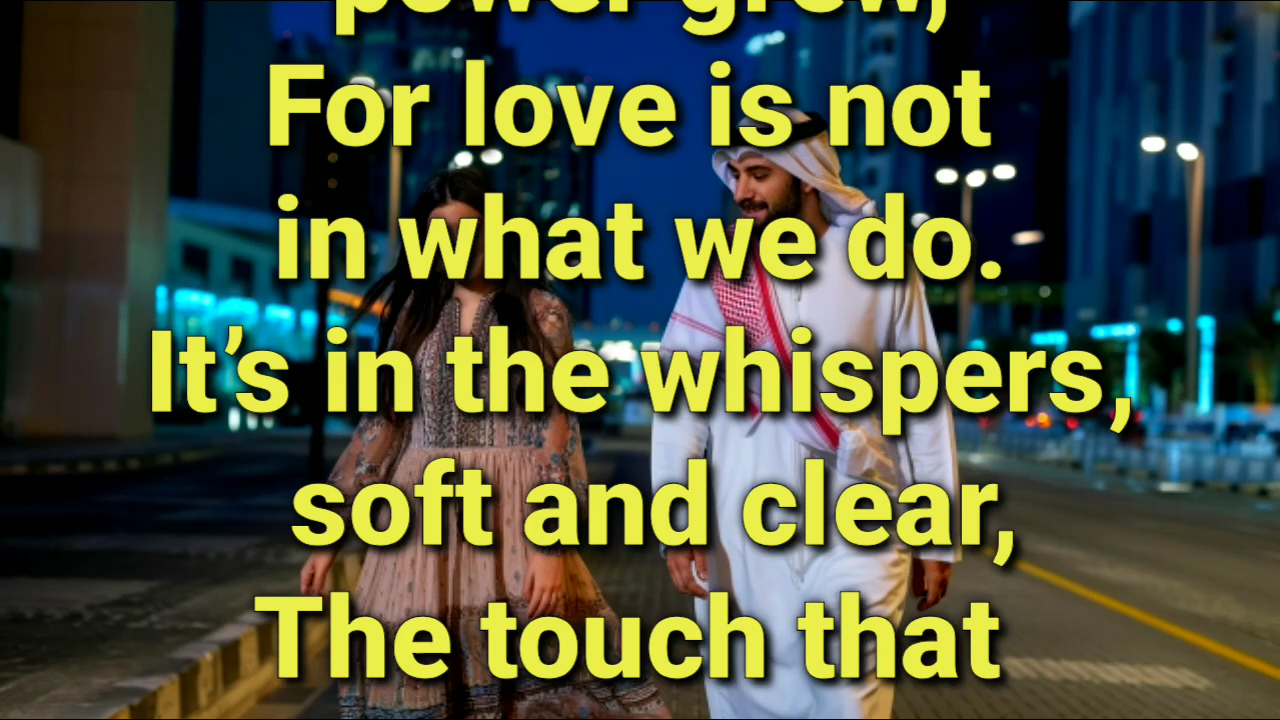 power grew,
For love is not
in what we do.
It’s in the whispers,
soft and clear,
The touch that